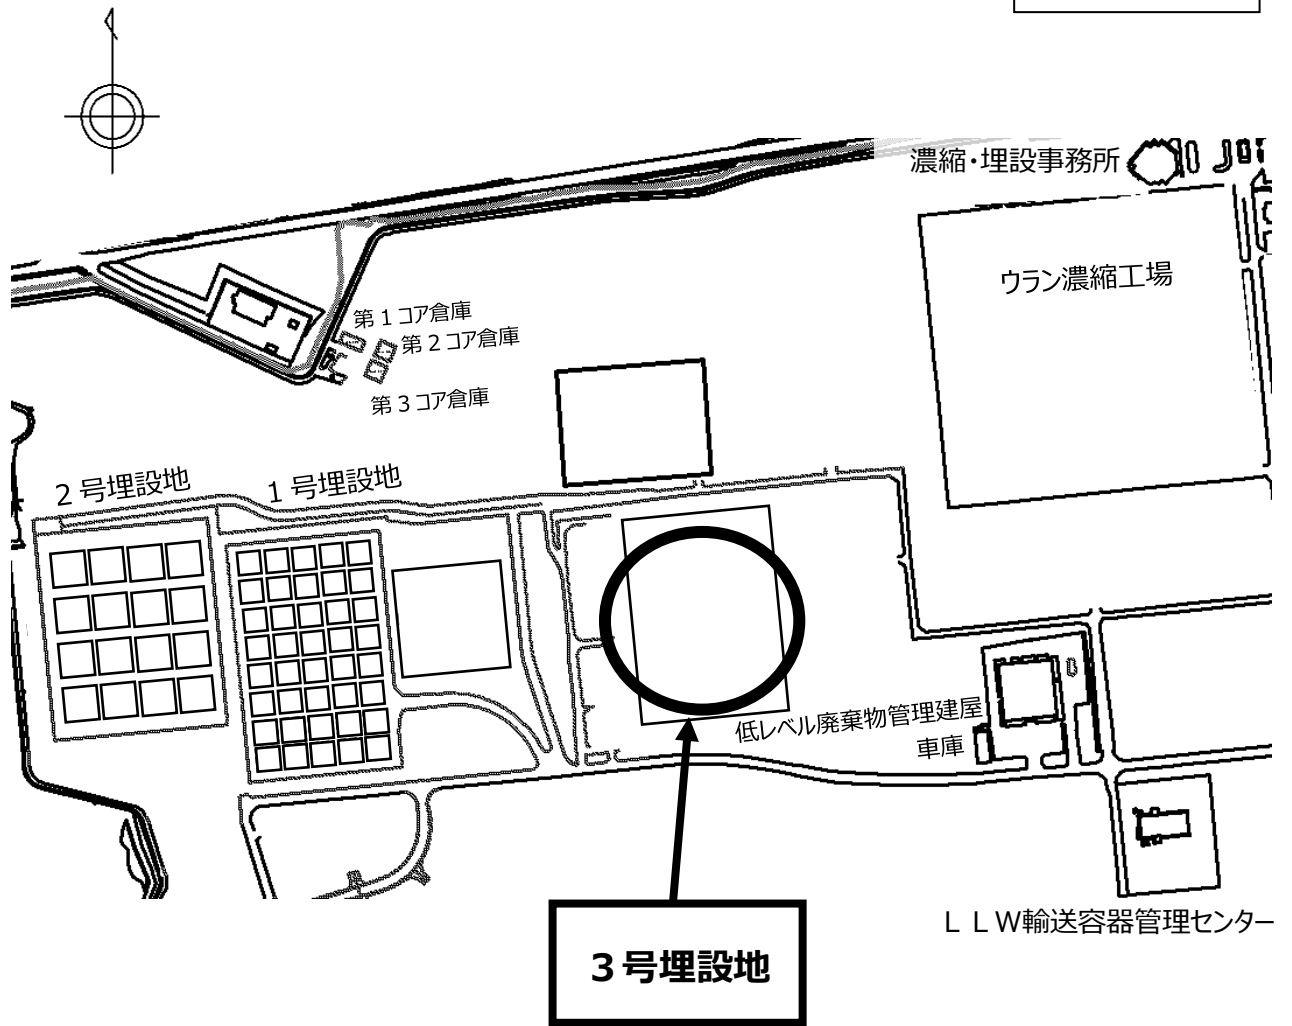 濃縮・埋設事務所
ウラン濃縮工場
第１コア倉庫
第２コア倉庫
第３コア倉庫
２号埋設地
１号埋設地
低レベル廃棄物管理建屋
車庫
ＬＬＷ輸送容器管理センター
３号埋設地